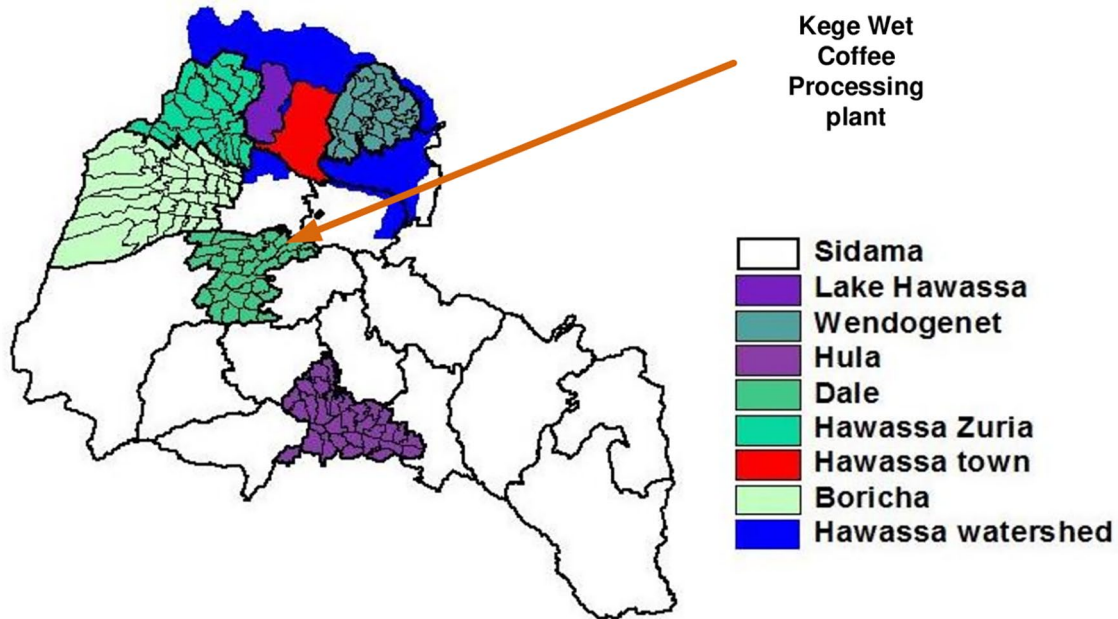 Kege Wet
Coffee
Processing
plant
Sidama
Lake Hawassa
Wendogenet
Hula
Dale
Hawassa Zuria
Hawassa town
Boricha
Hawassa watershed